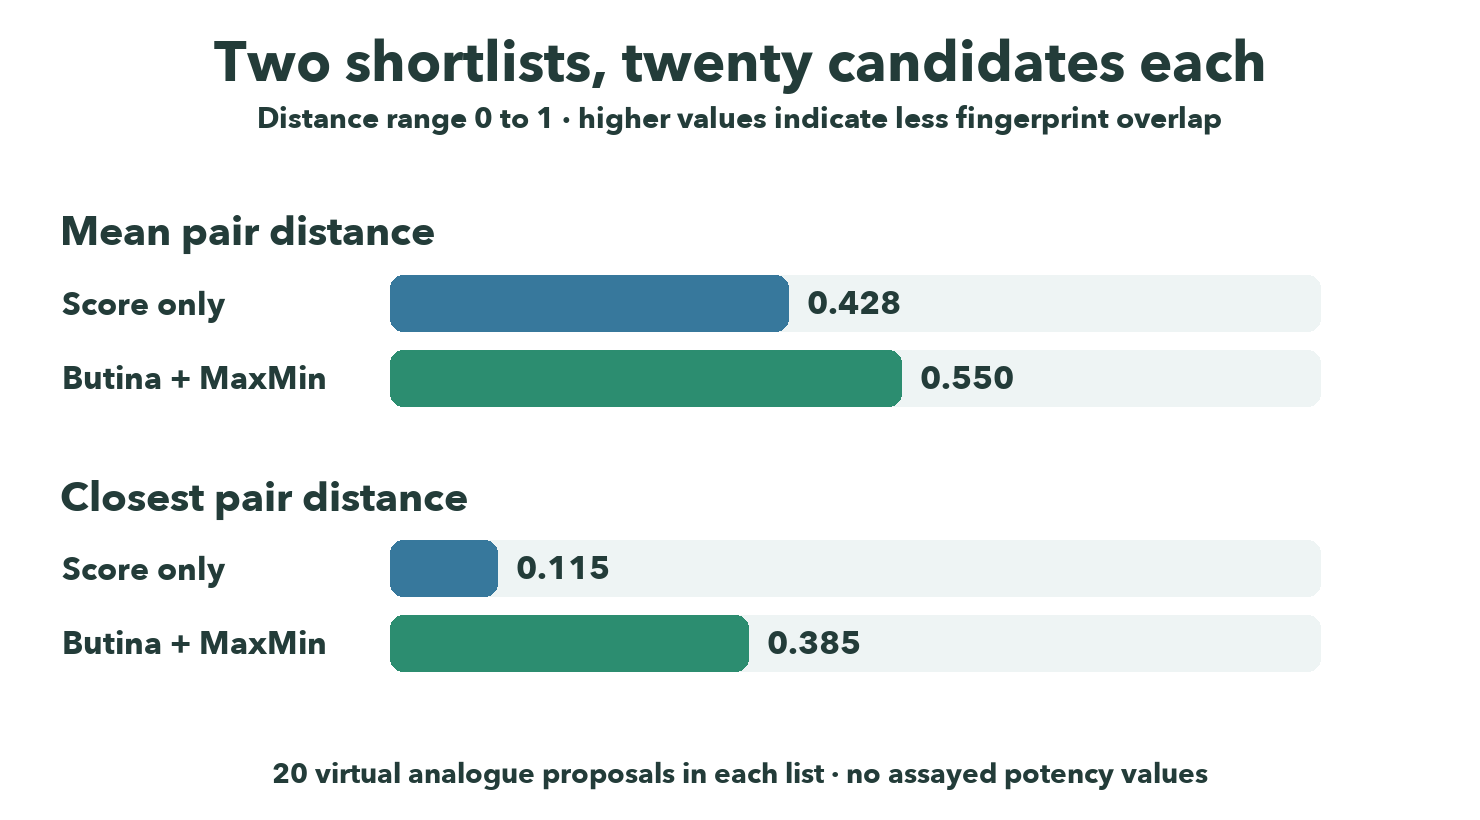 Two shortlists, twenty candidates each
Distance range 0 to 1 · higher values indicate less fingerprint overlap
Mean pair distance
Score only 0.428
Butina + MaxMin 0.550
Closest pair distance
Score only 0.115
Butina + MaxMin 0.385
20 virtual analogue proposals in each list · no assayed potency values